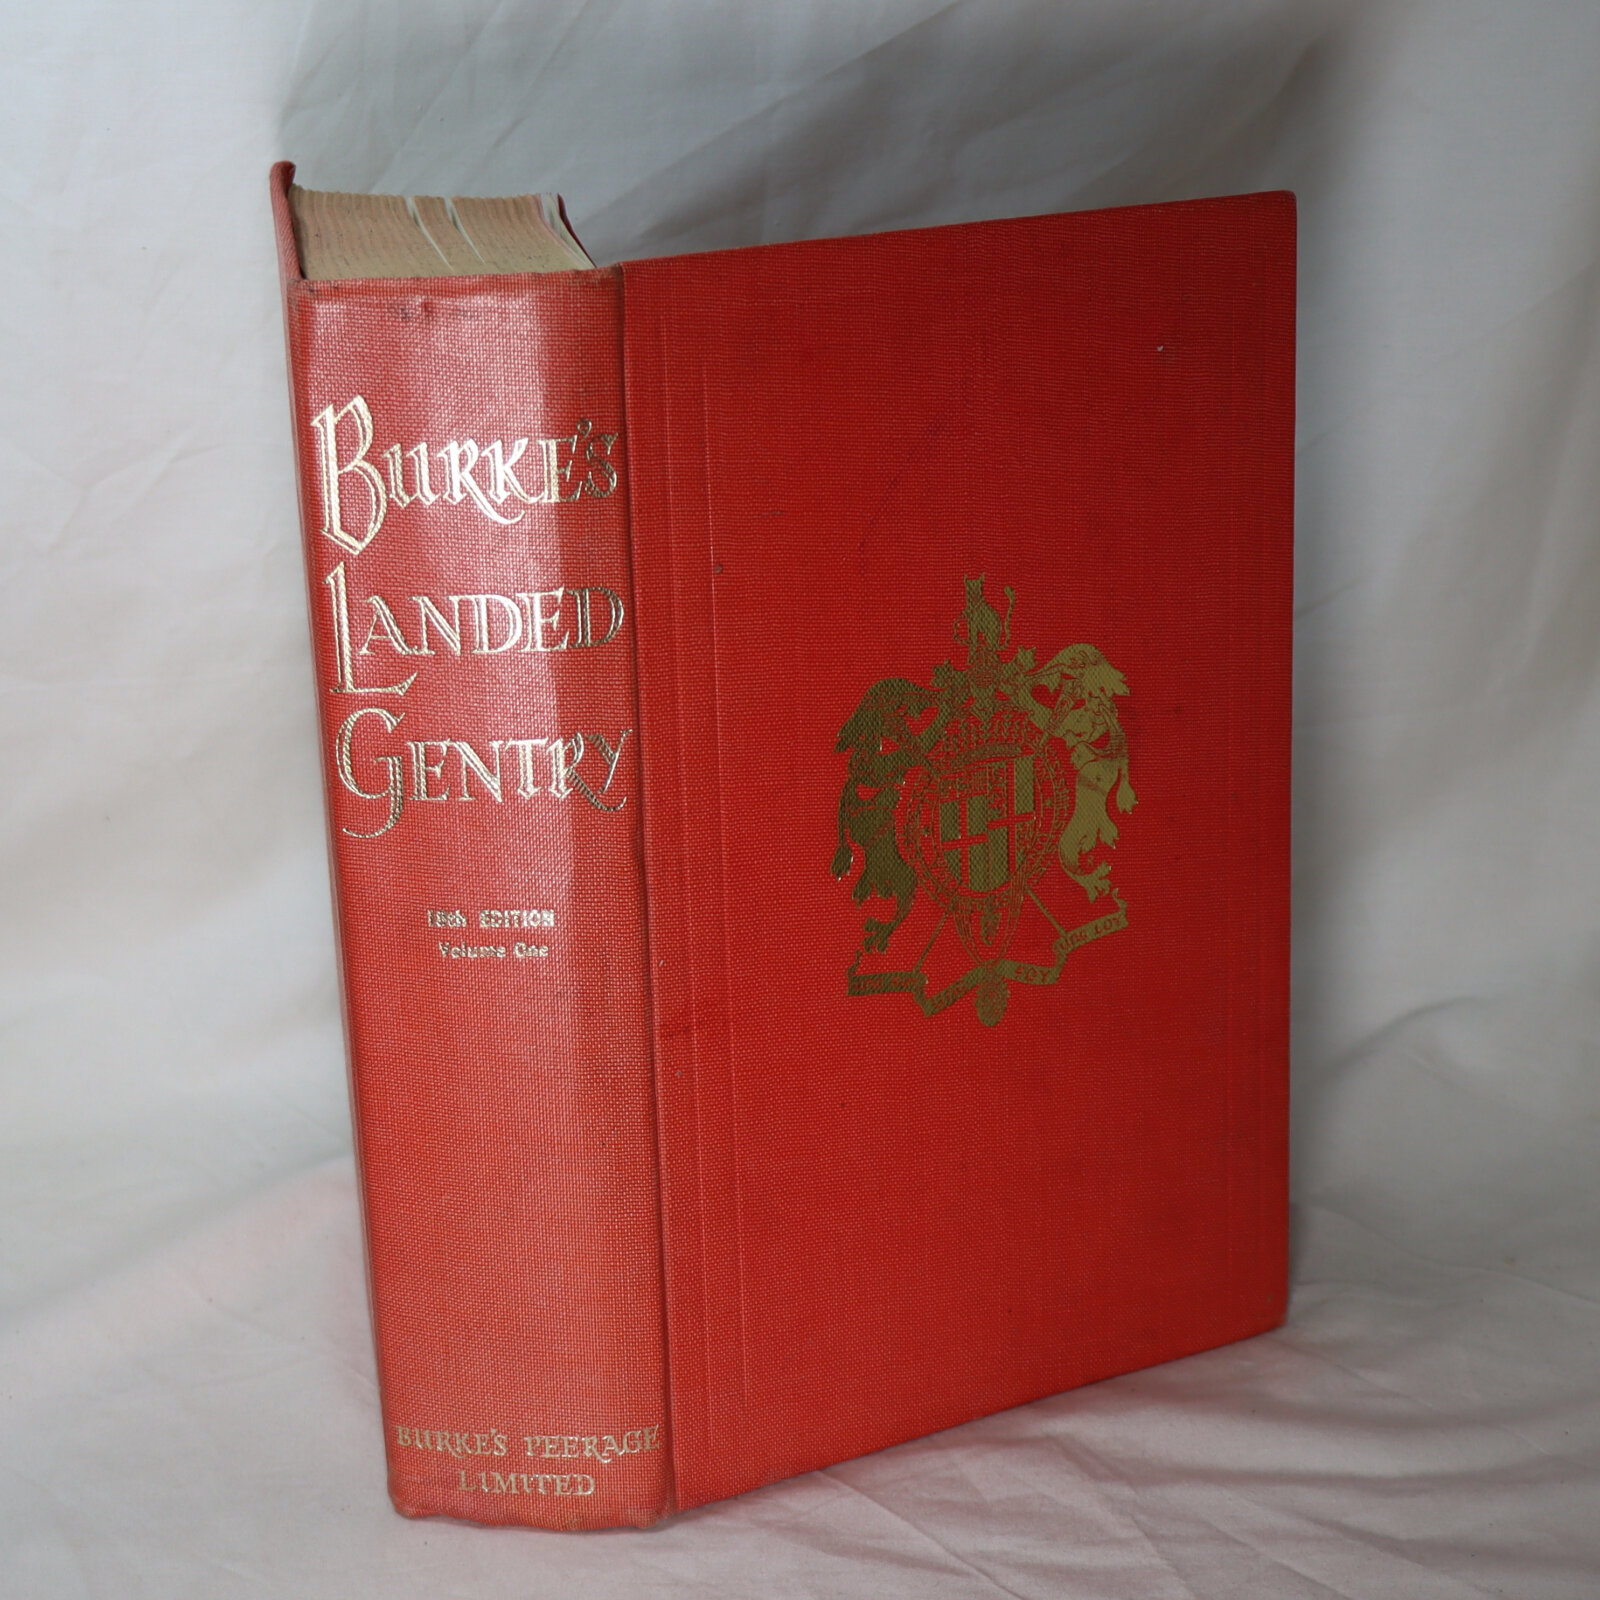 BURKE'S
LANDED
GENTRY
18th EDITION
Volume One
BURKE'S PEERAGE
LIMITED